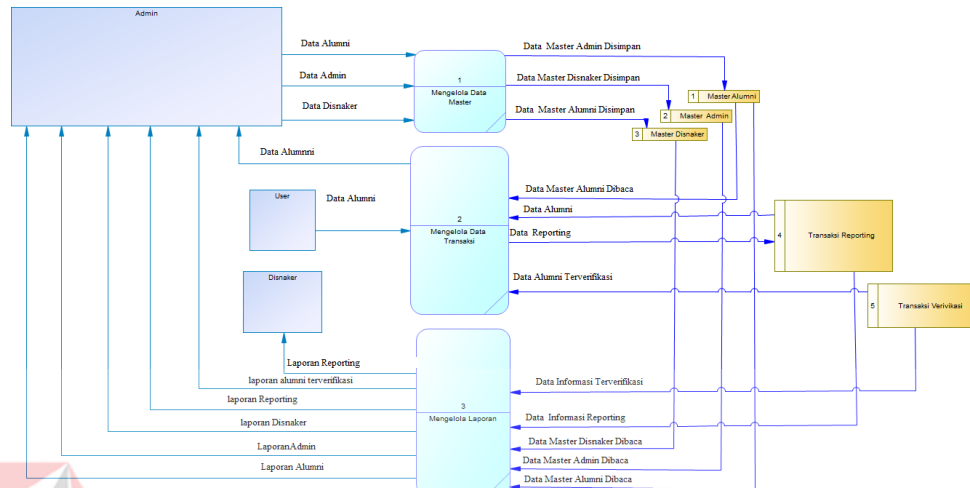 Admin
Data Alumni
Data Admin
Data Disnaker
1
Mengelola Data
Master
Data Master Admin Disimpan
Data Master Disnaker Disimpan
Data Master Alumni Disimpan
1 Master Alumni
2 Master Admin
3 Master Disnaker
Data Alumnni
User
Data Alumni
2
Mengelola Data
Transaksi
Data Master Alumni Dibaca
Data Alumni
Data Reporting
Data Alumni Terverifikasi
4 Transaksi Reporting
5 Transaksi Verivikasi
Disnaker
Laporan Reporting
laporan alumni terverifikasi
laporan Reporting
laporan Disnaker
LaporanAdmin
Laporan Alumni
3
Mengelola Laporan
Data Informasi Terverifikasi
Data Informasi Reporting
Data Master Disnaker Dibaca
Data Master Admin Dibaca
Data Master Alumni Dibaca